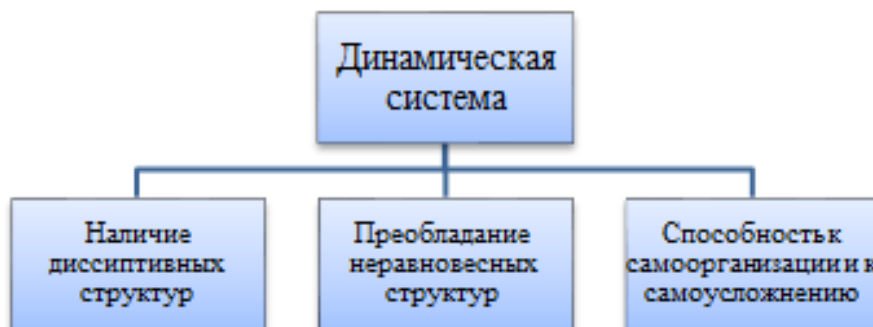 Динамическая
система
Наличие
диссиптивных
структур
Преобладание
неравновесных
структур
Способность к
самоорганизации и к
самоусложнению